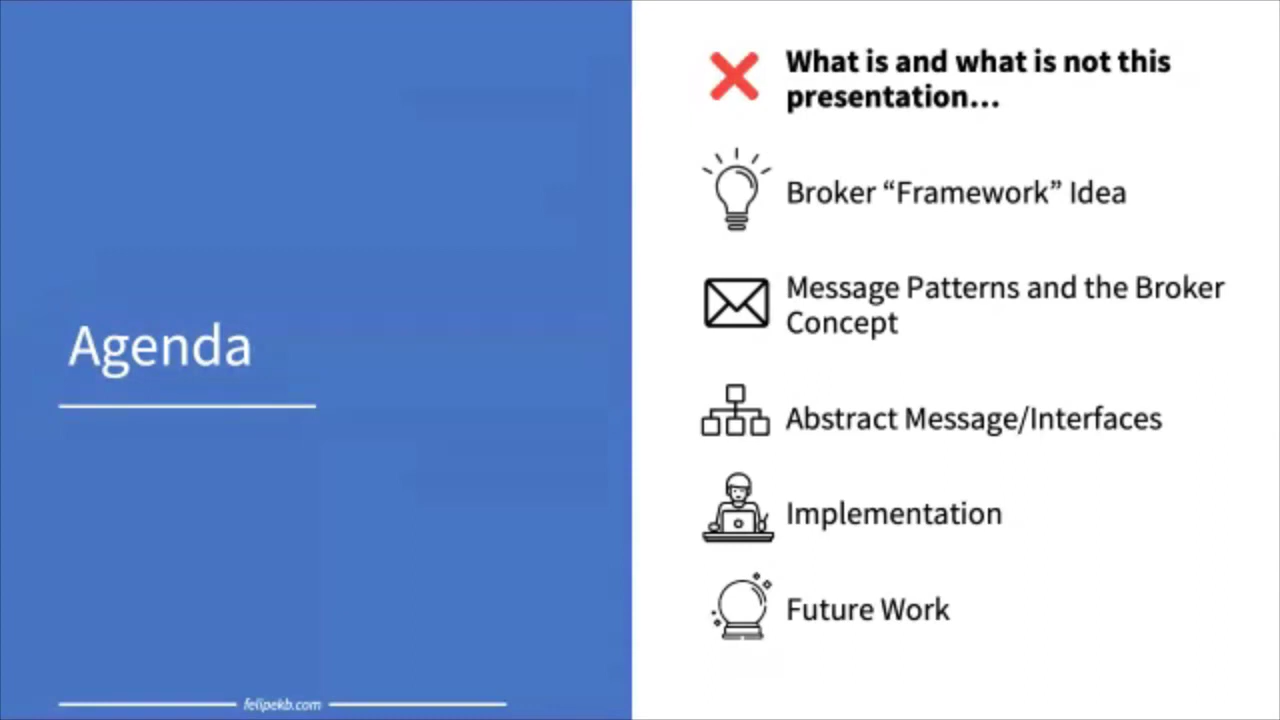 Agenda
felipekb.com
What is and what is not this
presentation...
Broker “Framework” Idea
Message Patterns and the Broker
Concept
Abstract Message/Interfaces
Implementation
Future Work